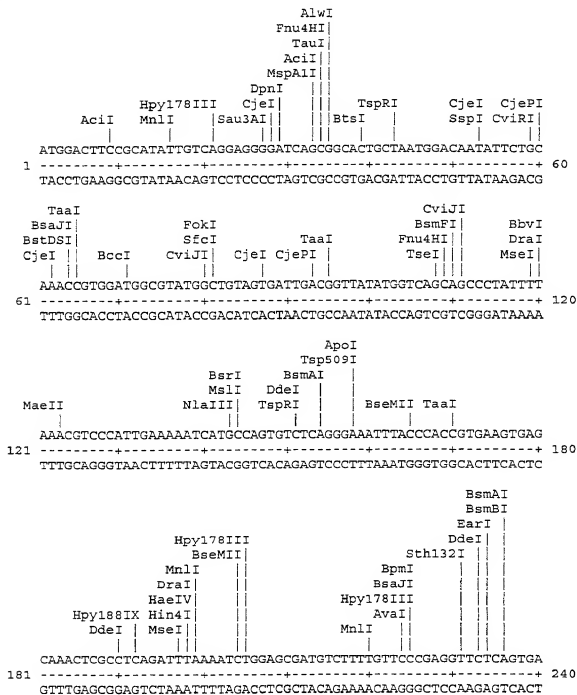 AlwI
Fnu4HI
TauI
AciI
MspAlI
DpnI
Hpy178III CjeI TspRI CjeI CjePI
AciI MnlI Sau3AI BtsI SspI CviRI
ATGGACTTCCGCATATTGTCAGGAGGGGATCAGCGGCACTGCTAATGGACAATATTCTGC
1 ---------+---------+---------+---------+---------+---------+ 60
TACCTGAAGGCGTATAACAGTCCTCCCCTAGTCGCCGTGACGATTACCTGTTATAAGACG
TaaI CviJI
BsaJI FokI BsmFI BbvI
BstDSI SfcI TaaI Fnu4HI DraI
CjeI BccI CviJI CjeI CjePI TseI MseI
AAACCGTGGATGGCGTATGGCTGTAGTGATTGACGGTTATATGGTCAGCAGCCCTATTTT
61 ---------+---------+---------+---------+---------+---------+ 120
TTTGGCACCTACCGCATACCGACATCACTAACTGCCAATATACCAGTCGTCGGGATAAAA
ApoI
Tsp509I
BsrI BsmAI
MslI DdeI
MaeII NlaIII TspRI BseMII TaaI
AAACGTCCCATTGAAAAATCATGCCAGTGTCTCAGGGAAATTTACCCACCGTGAAGTGAG
121 ---------+---------+---------+---------+---------+---------+ 180
TTTGCAGGGTAACTTTTTAGTACGGTCACAGAGTCCCTTTAAATGGGTGGCACTTCACTC
BsmAI
BsmBI
EarI
Hpy178III DdeI
BseMII Sth132I
MnlI BpmI
DraI BsaJI
HaeIV Hpy178III
Hpy188IX Hin4I AvaI
DdeI MseI MnlI
CAAACTCGCCTCAGATTTAAAATCTGGAGCGATGTCTTTTGTTCCCGAGGTTCTCAGTGA
181 ---------+---------+---------+---------+---------+---------+ 240
GTTTGAGCGGAGTCTAAATTTTAGACCTCGCTACAGAAAACAAGGGCTCCAAGAGTCACT